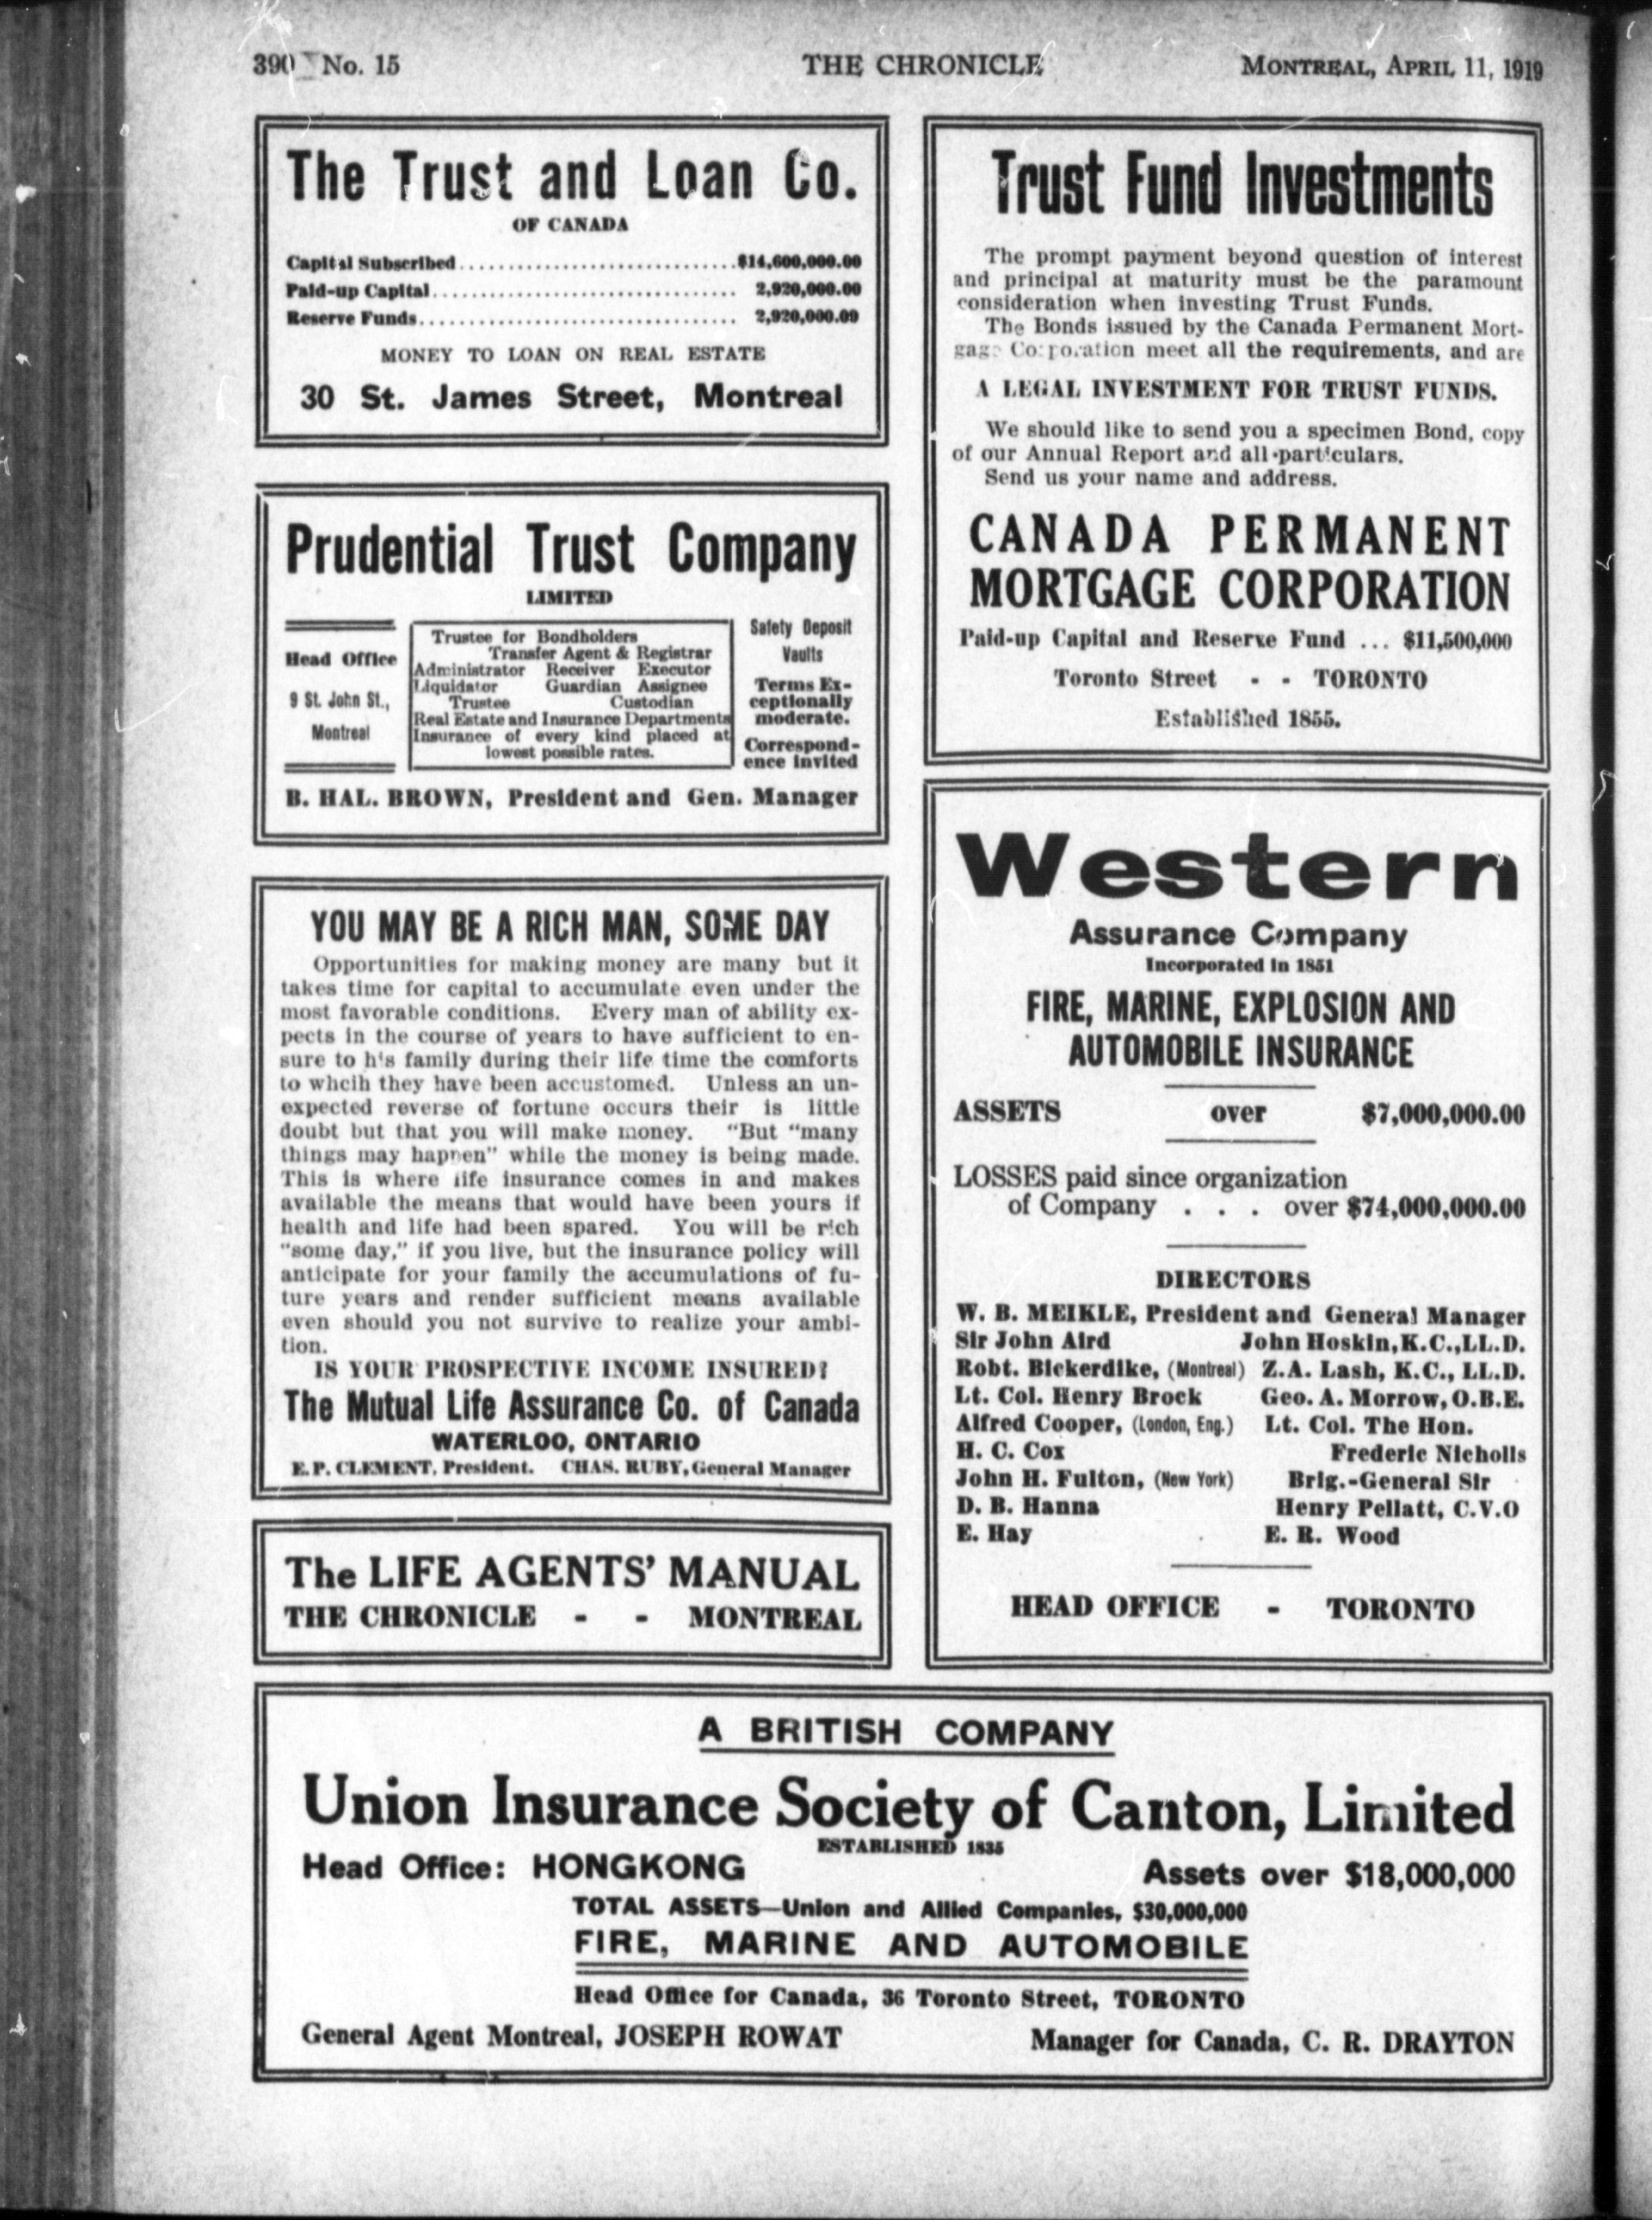 390 No. 15 THE CHRONICLE MONTREAL, APRIL 11, 1919
The Trust and Loan Co.
OF CANADA
Capital Subscribed..............................$14,600,000.00
Paid-up Capital................................ 2,920,000.00
Reserve Funds................................. 2,920,000.00
MONEY TO LOAN ON REAL ESTATE
30 St. James Street, Montreal
Prudential Trust Company
LIMITED
Head Office
9 St. John St.,
Montreal
Trustee for Bondholders
Transfer Agent & Registrar
Administrator Receiver Executor
Liquidator Guardian Assignee
Trustee Custodian
Real Estate and Insurance Departments
Insurance of every kind placed at
lowest possible rates.
Safety Deposit
Vaults
Terms Ex-
ceptionally
moderate.
Correspond-
ence invited
B. HAL. BROWN, President and Gen. Manager
YOU MAY BE A RICH MAN, SOME DAY
Opportunities for making money are many but it
takes time for capital to accumulate even under the
most favorable conditions. Every man of ability ex-
pects in the course of years to have sufficient to en-
sure to his family during their life time the comforts
to whcih they have been accustomed. Unless an un-
expected reverse of fortune occurs their is little
doubt but that you will make money. "But "many
things may happen" while the money is being made.
This is where life insurance comes in and makes
available the means that would have been yours if
health and life had been spared. You will be rich
"some day," if you live, but the insurance policy will
anticipate for your family the accumulations of fu-
ture years and render sufficient means available
even should you not survive to realize your ambi-
tion.
IS YOUR PROSPECTIVE INCOME INSURED?
The Mutual Life Assurance Co. of Canada
WATERLOO, ONTARIO
E. P. CLEMENT, President. CHAS. RUBY, General Manager
The LIFE AGENTS' MANUAL
THE CHRONICLE - - MONTREAL
Trust Fund Investments
The prompt payment beyond question of interest
and principal at maturity must be the paramount
consideration when investing Trust Funds.
The Bonds issued by the Canada Permanent Mort-
gage Corporation meet all the requirements, and are
A LEGAL INVESTMENT FOR TRUST FUNDS.
We should like to send you a specimen Bond, copy
of our Annual Report and all particulars.
Send us your name and address.
CANADA PERMANENT
MORTGAGE CORPORATION
Paid-up Capital and Reserve Fund ... $11,500,000
Toronto Street - - TORONTO
Established 1855.
Western
Assurance Company
Incorporated in 1851
FIRE, MARINE, EXPLOSION AND
AUTOMOBILE INSURANCE
ASSETS over $7,000,000.00
LOSSES paid since organization
of Company . . . over $74,000,000.00
DIRECTORS
W. B. MEIKLE, President and General Manager
Sir John Aird John Hoskin, K.C., LL.D.
Robt. Bickerdike, (Montreal) Z.A. Lash, K.C., LL.D.
Lt. Col. Henry Brock Geo. A. Morrow, O.B.E.
Alfred Cooper, (London, Eng.) Lt. Col. The Hon.
H. C. Cox Frederic Nicholls
John H. Fulton, (New York) Brig.-General Sir
D. B. Hanna Henry Pellatt, C.V.O
E. Hay E. R. Wood
HEAD OFFICE - TORONTO
A BRITISH COMPANY
Union Insurance Society of Canton, Limited
ESTABLISHED 1835
Head Office: HONGKONG Assets over $18,000,000
TOTAL ASSETS—Union and Allied Companies, $30,000,000
FIRE, MARINE AND AUTOMOBILE
Head Office for Canada, 36 Toronto Street, TORONTO
General Agent Montreal, JOSEPH ROWAT Manager for Canada, C. R. DRAYTON